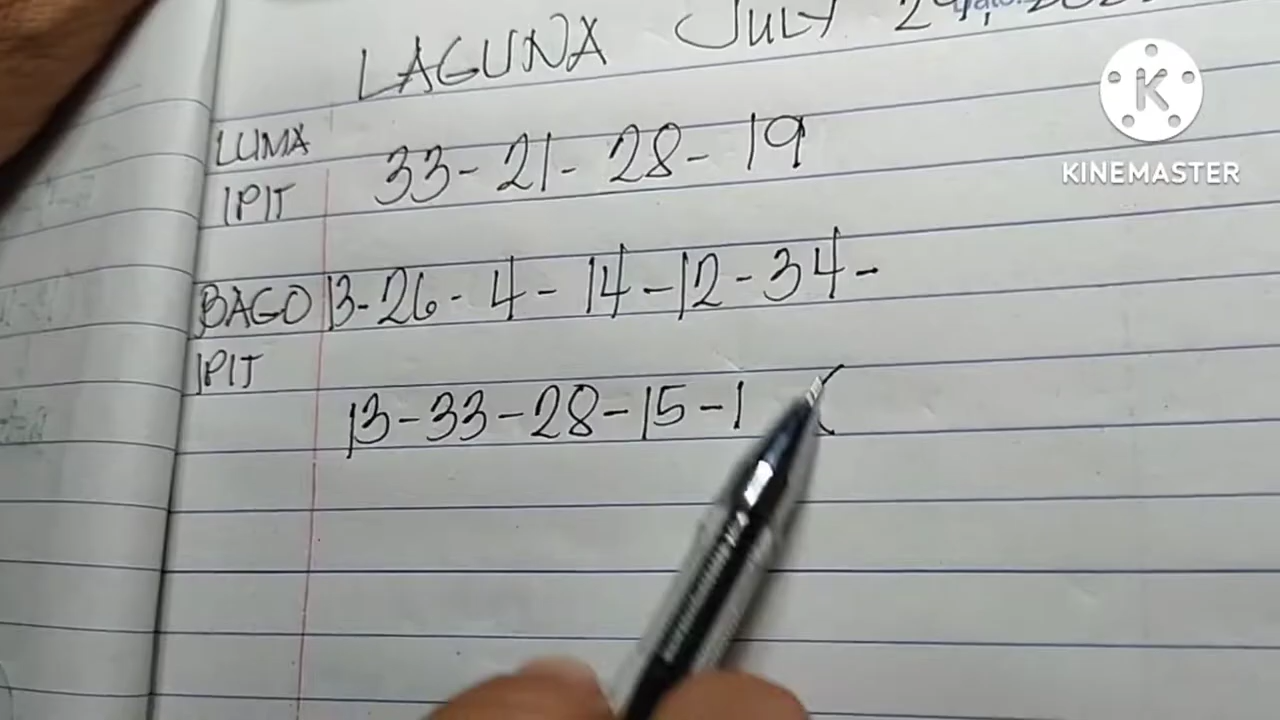 LAGUNA JULY 29,
LUMA
33-21-28-19
IPIT
BAGO 13-26-4-14-12-34-
IPIT
13-33-28-15-1 (
K
KINEMASTER